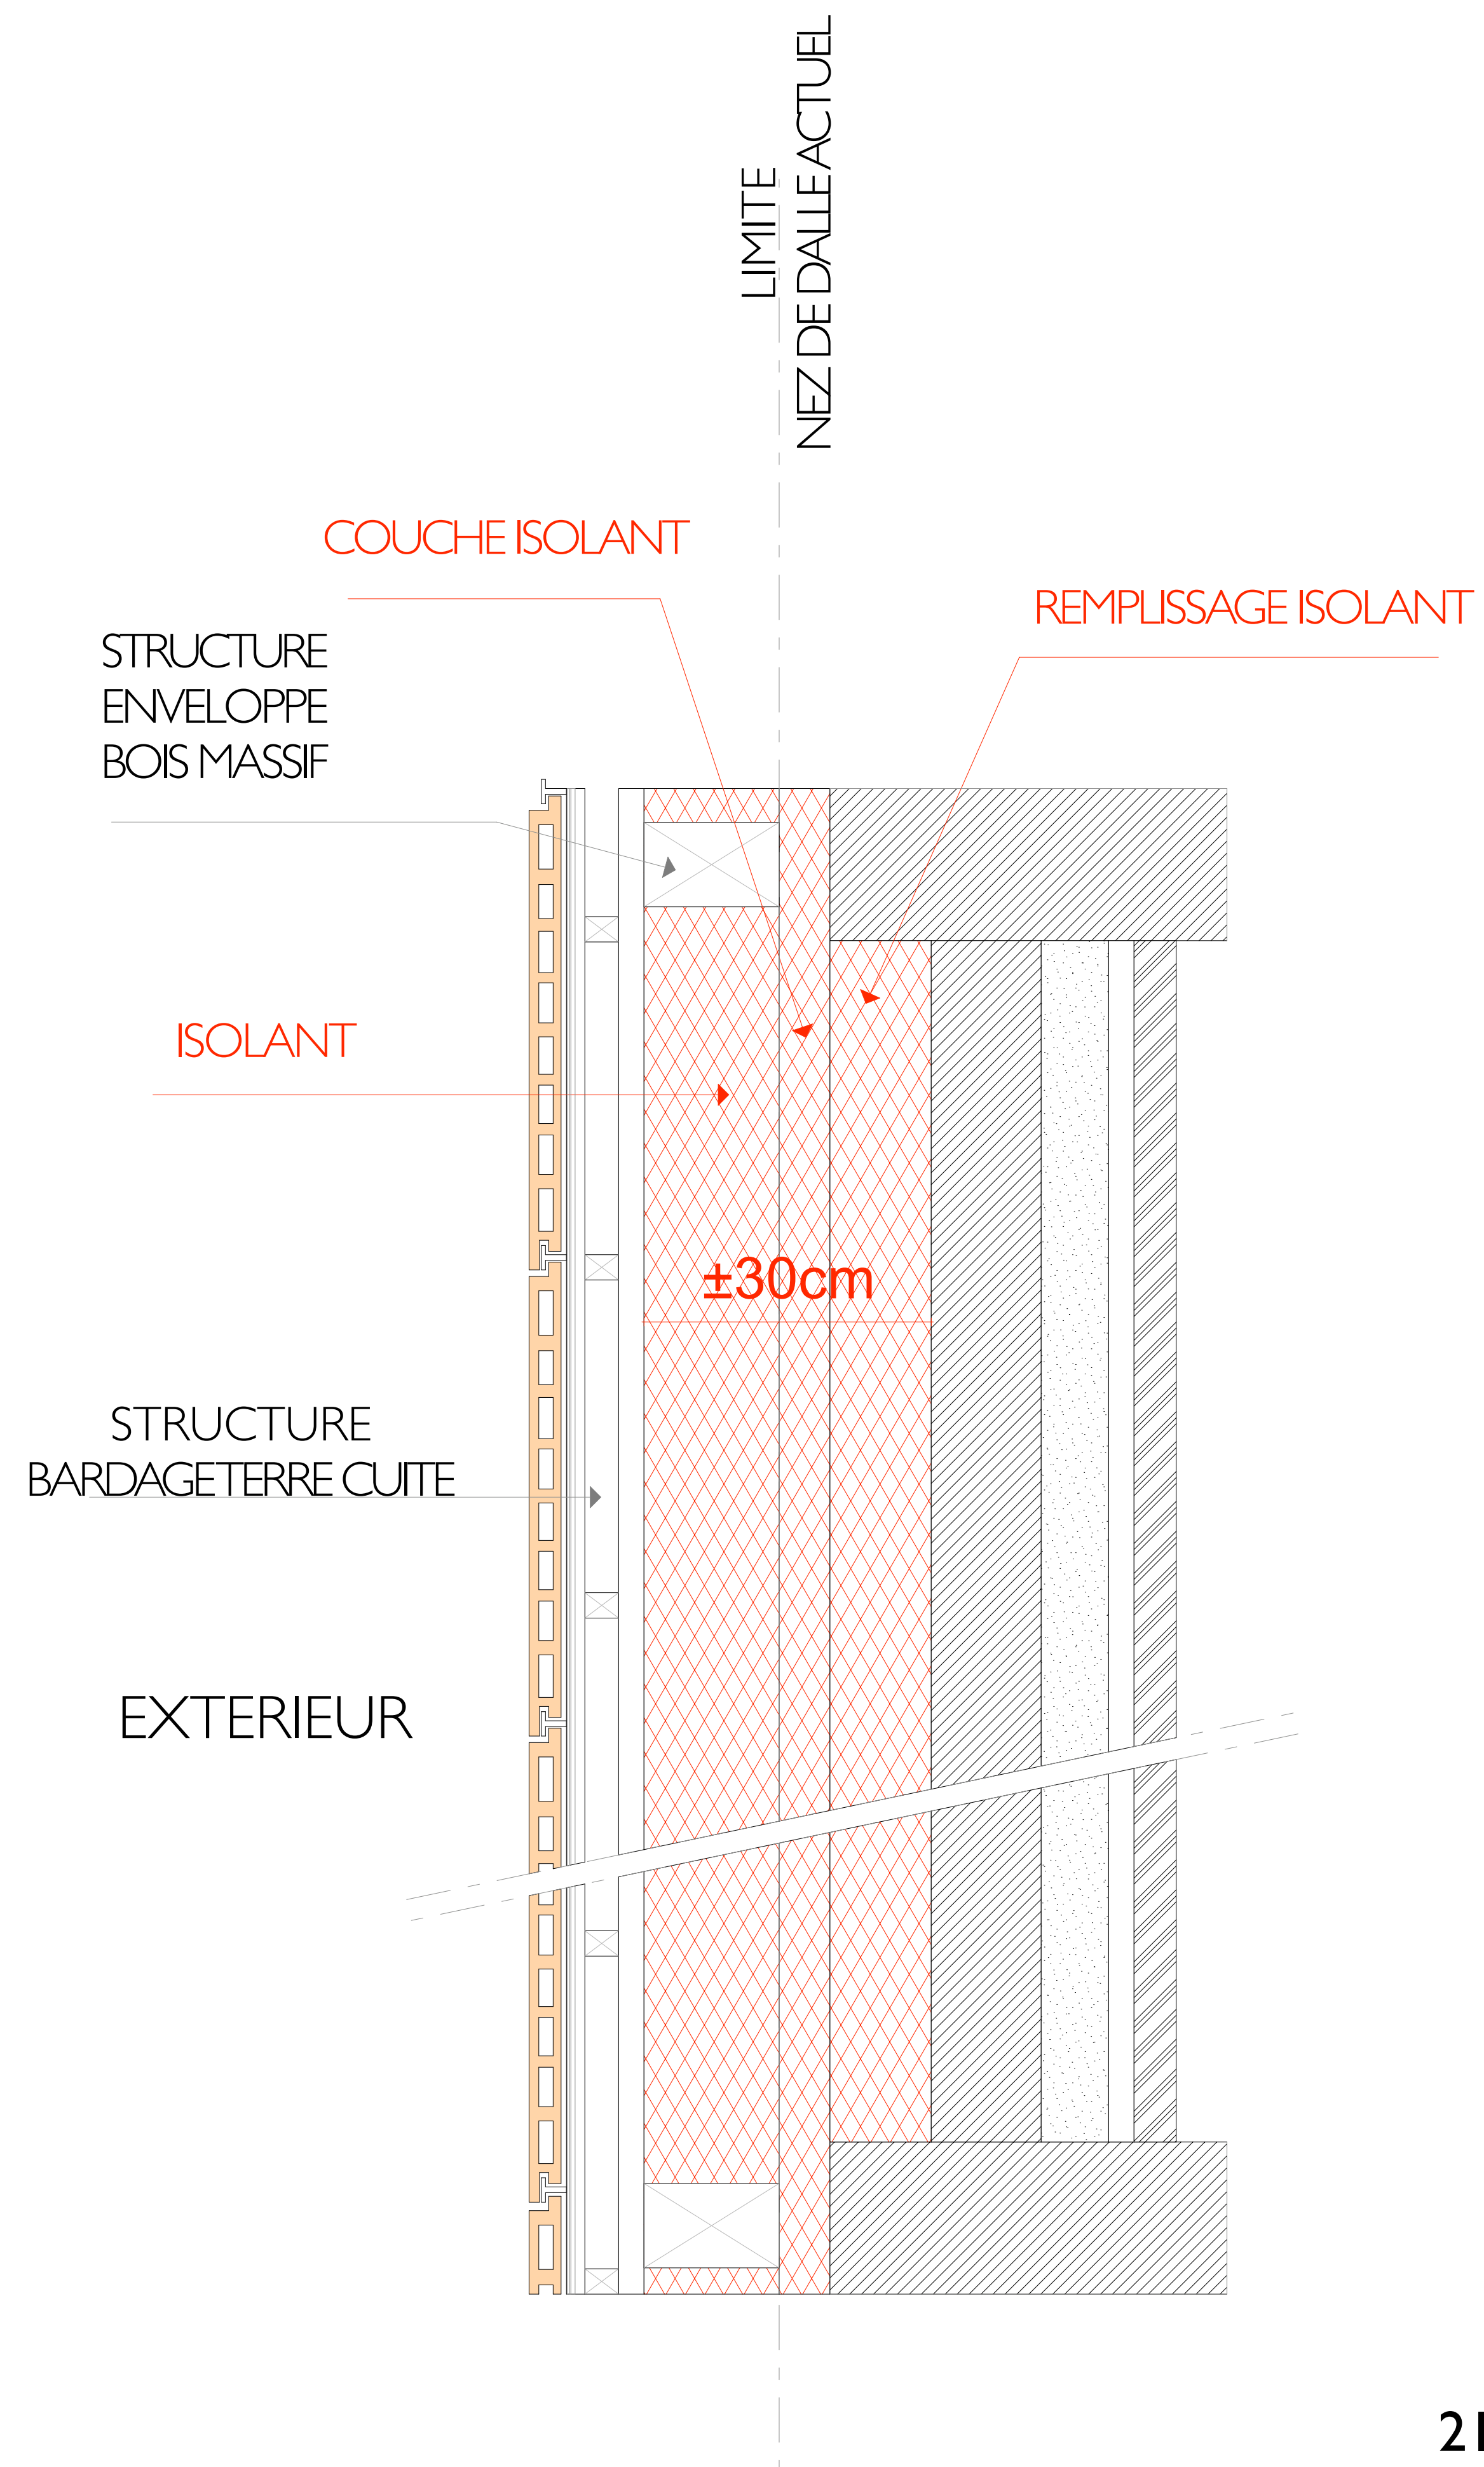 LIMITE
NEZ DE DALLE ACTUEL
COUCHE ISOLANT
REMPLISSAGE ISOLANT
STRUCTURE
ENVELOPPE
BOIS MASSIF
ISOLANT
±30cm
STRUCTURE
BARDAGE TERRE CUITE
EXTERIEUR
21